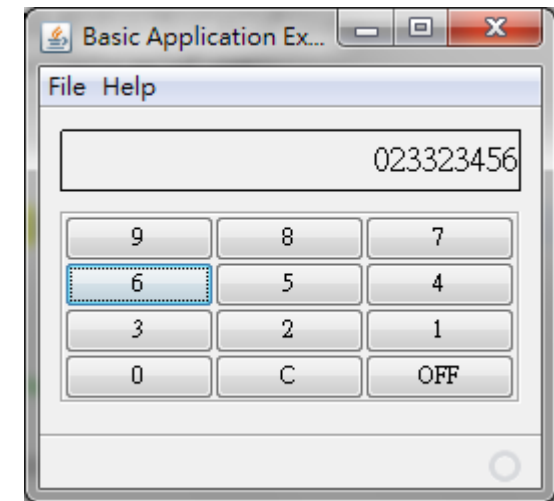 Basic Application Ex...
File Help
023323456
9 8 7
6 5 4
3 2 1
0 C OFF